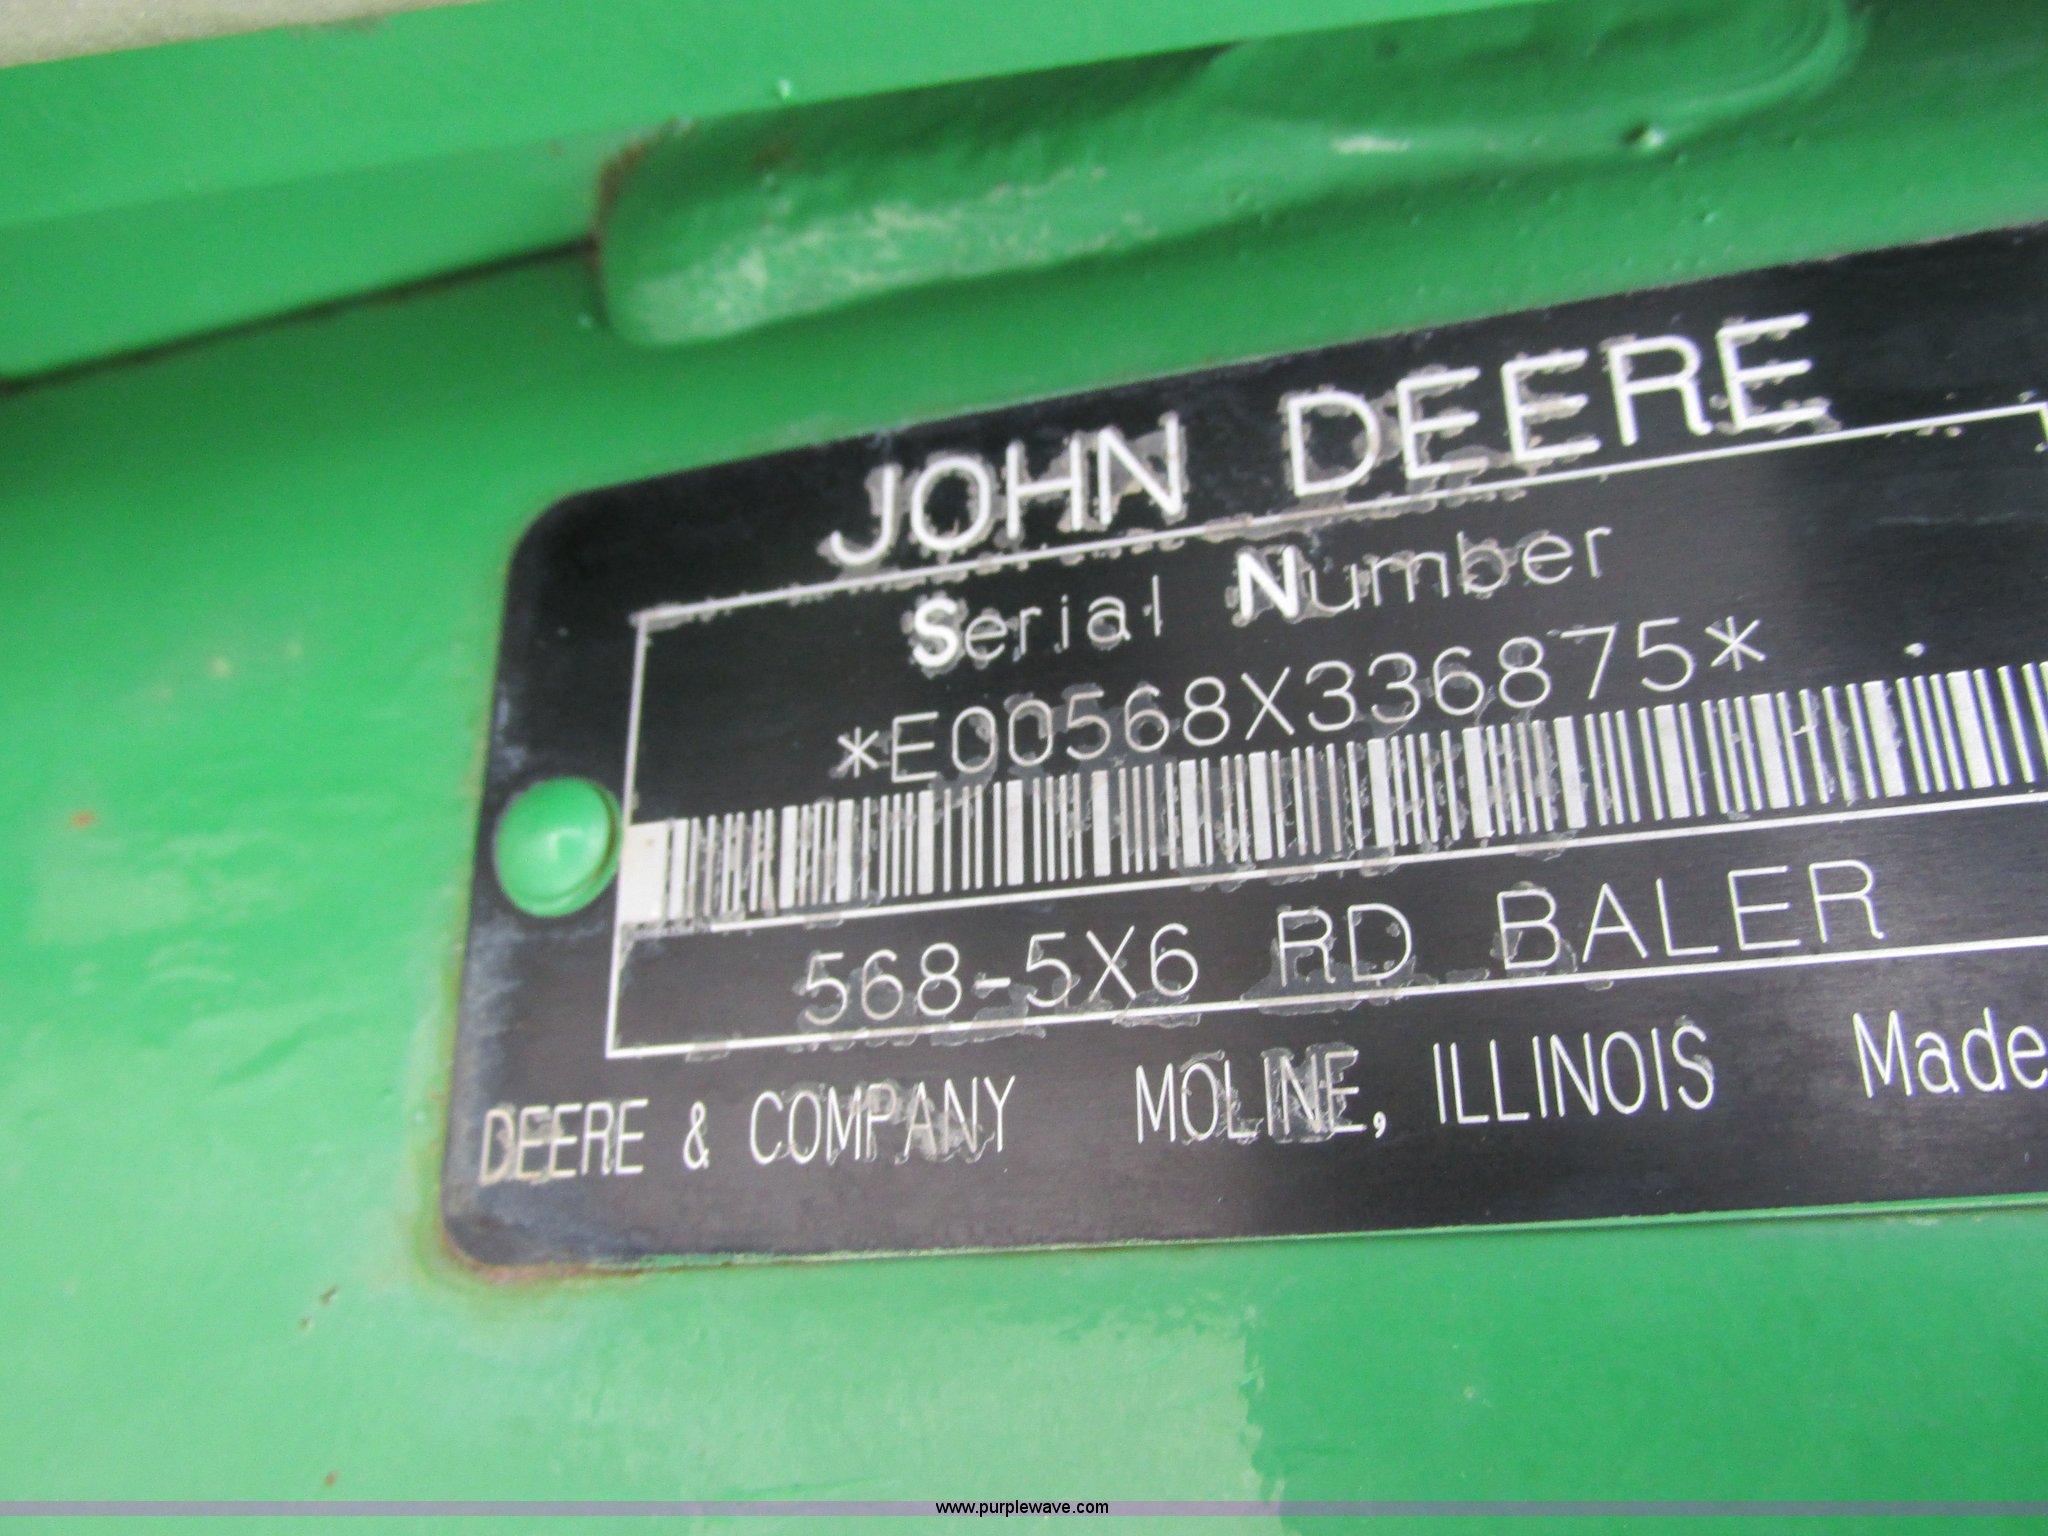 JOHN DEERE
Serial Number
*E00568X336875*
568-5X6 RD BALER
DEERE & COMPANY MOLINE, ILLINOIS Made
www.purplewave.com